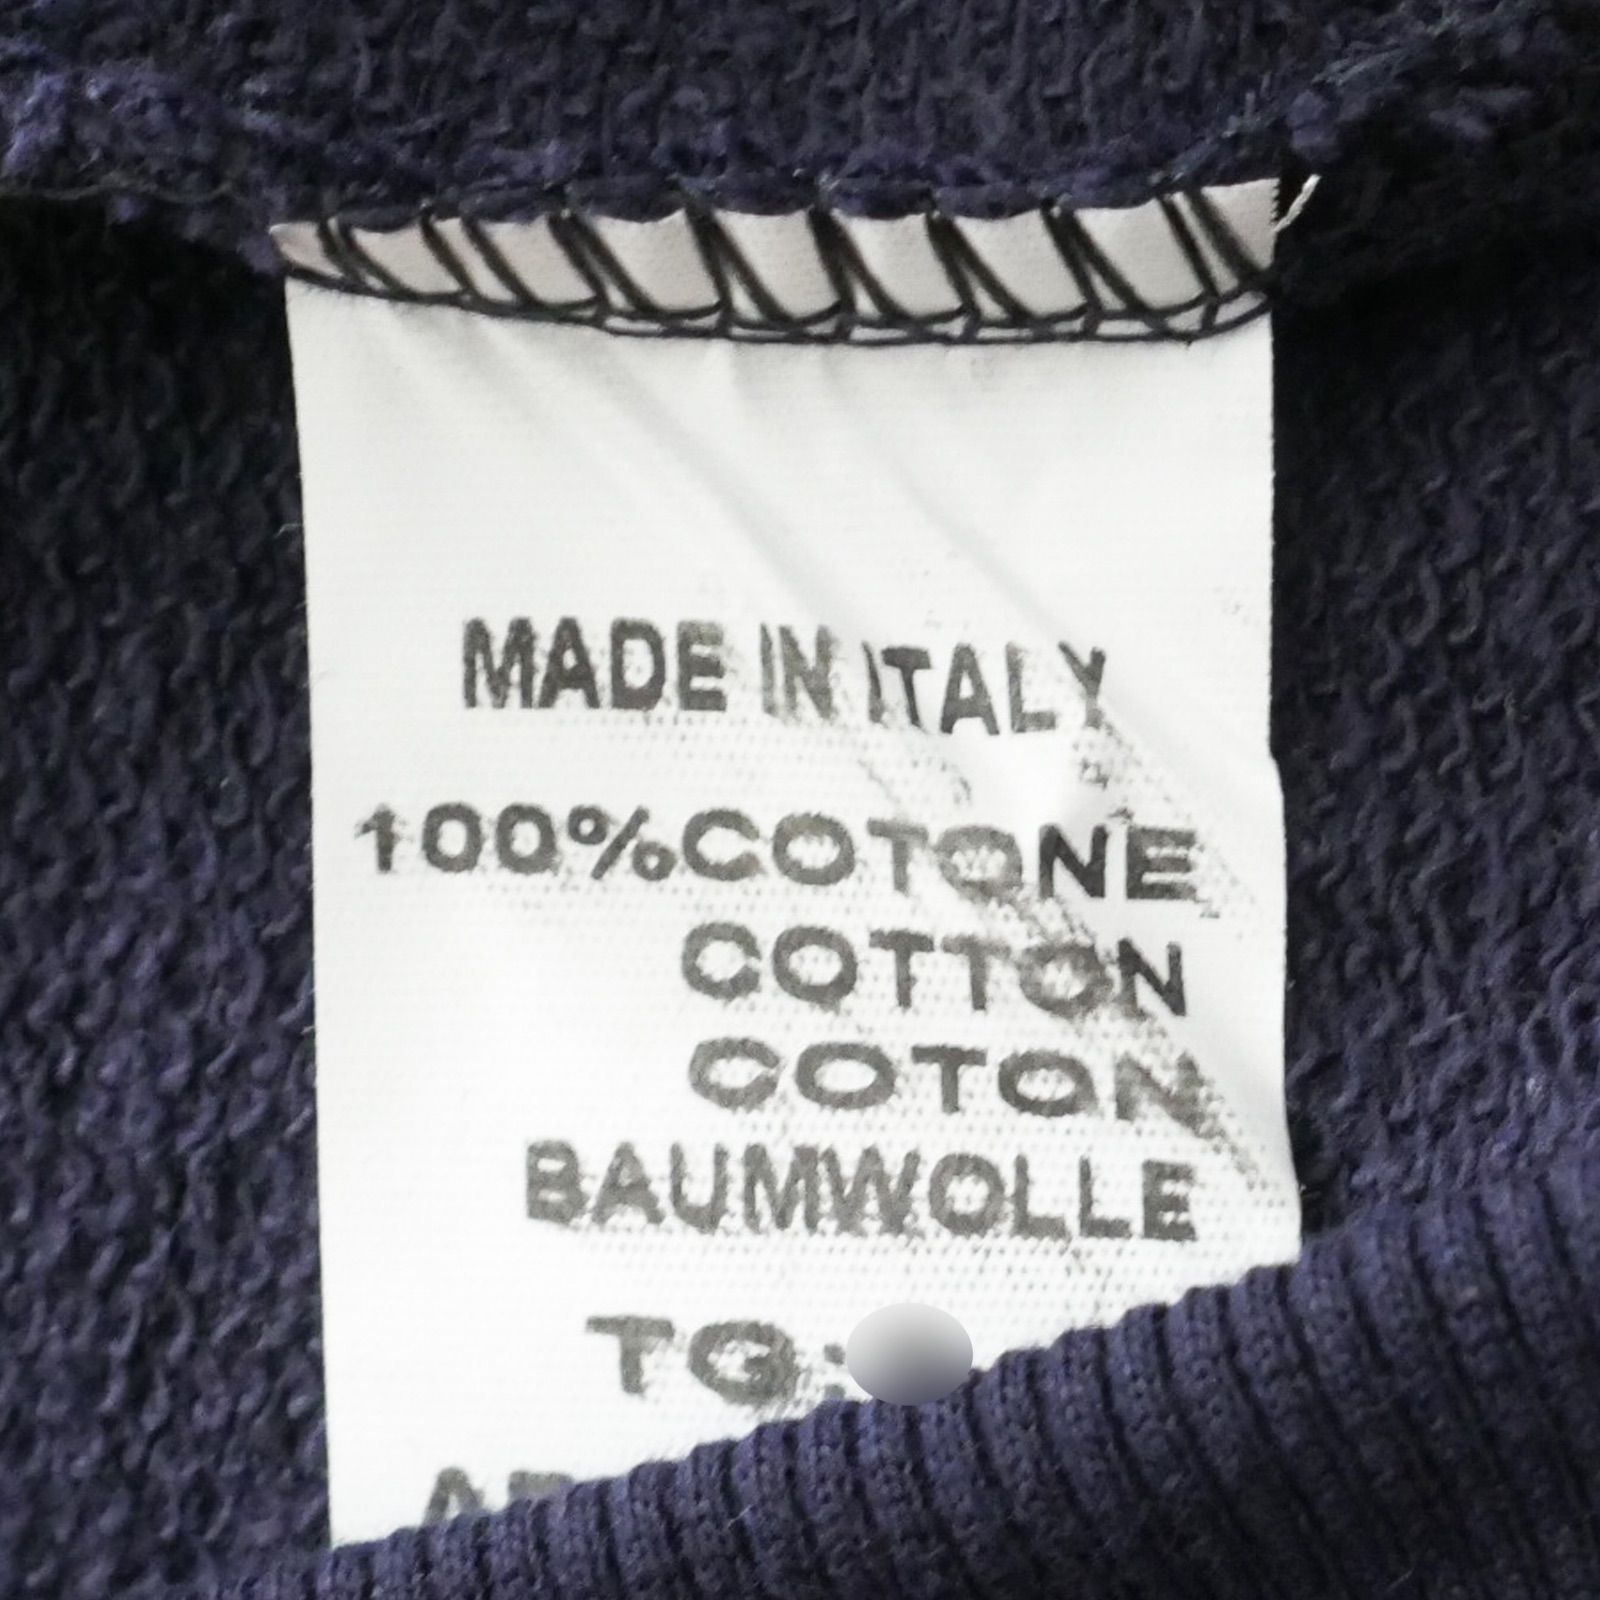 MADE IN ITALY
100%COTONE
COTTON
COTON
BAUMWOLLE
TG: